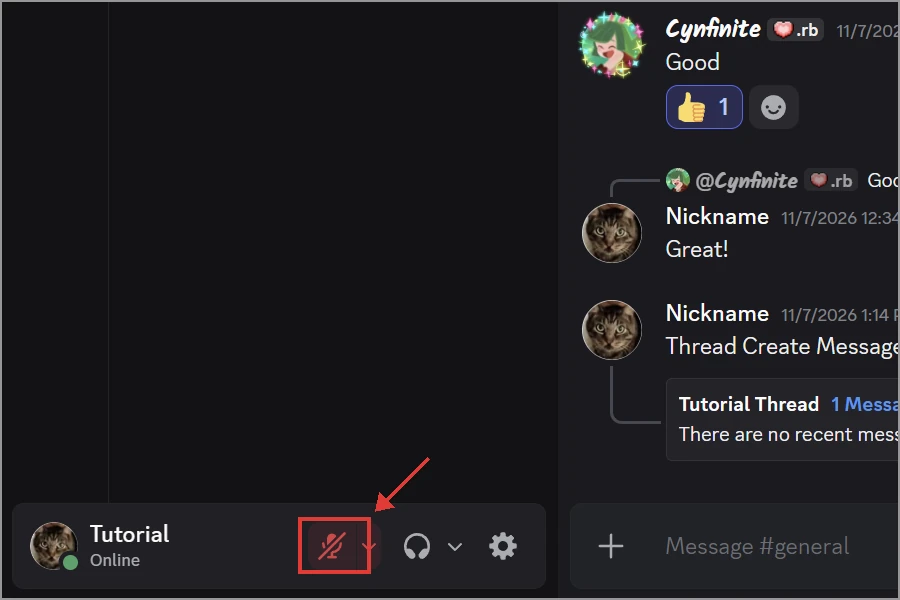 Cynfinite .rb 11/7/202
Good
1
@Cynfinite .rb Goo
Nickname 11/7/2026 12:34
Great!
Nickname 11/7/2026 1:14 P
Thread Create Message
Tutorial Thread 1 Messa
There are no recent mess
Tutorial
Online
Message #general